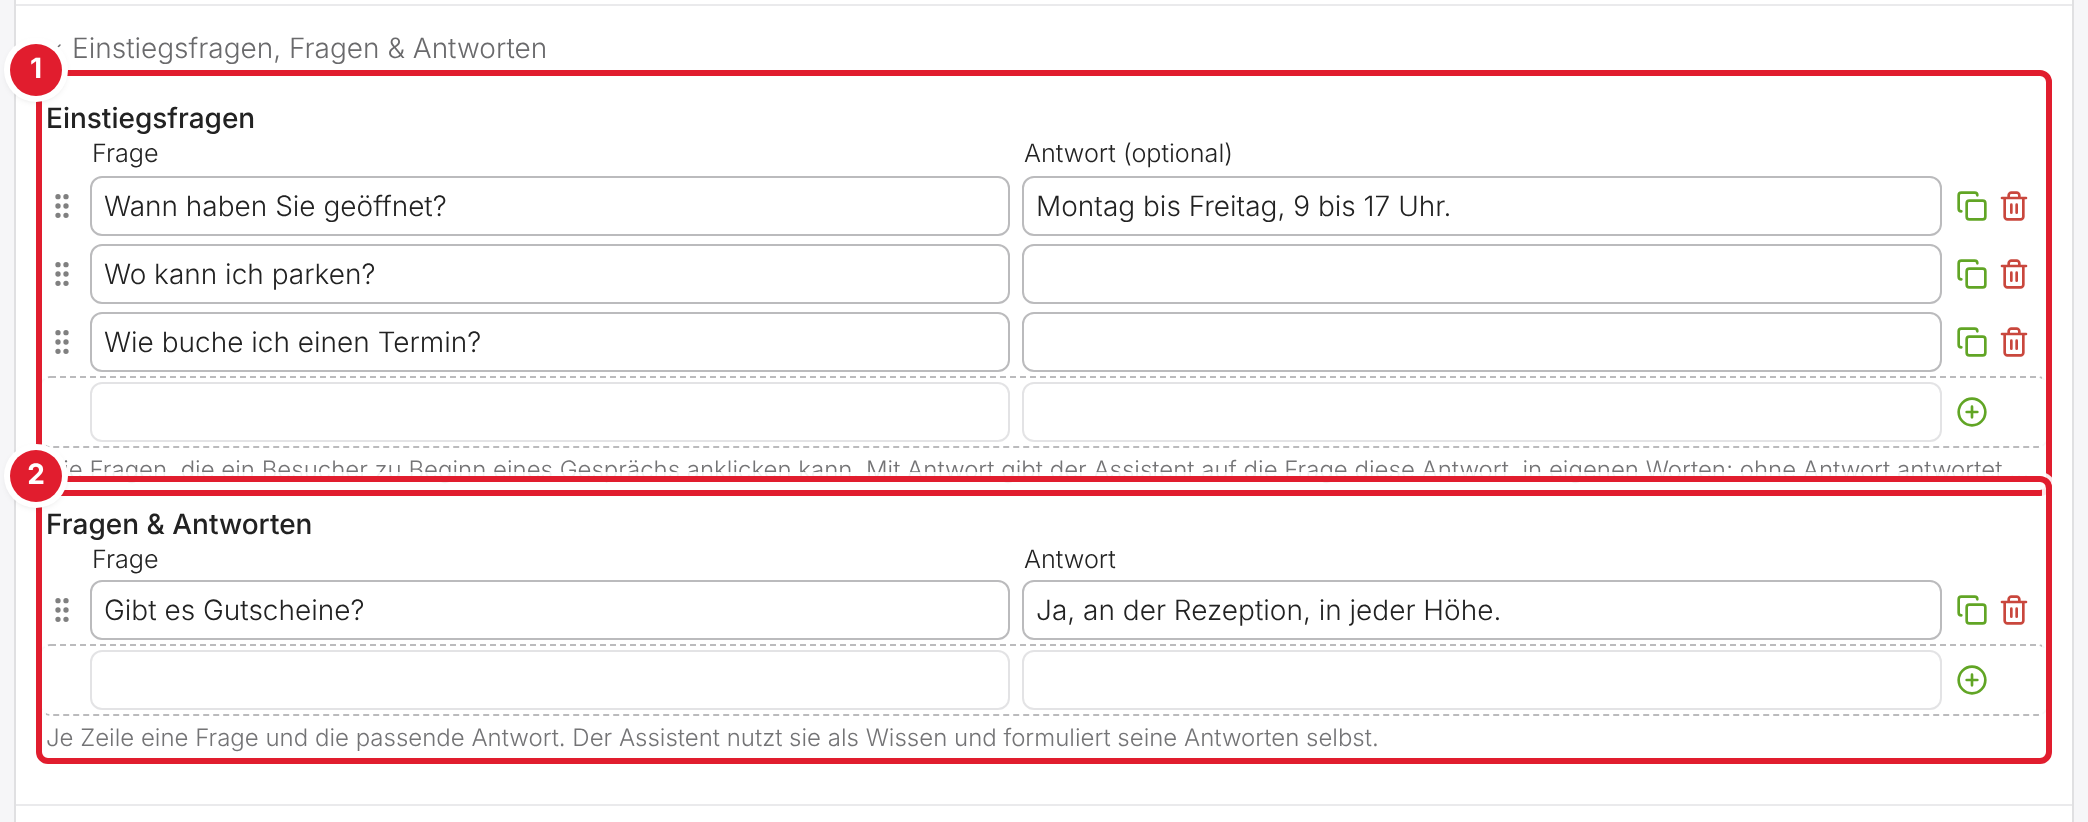 Einstiegsfragen, Fragen & Antworten
1
Einstiegsfragen
Frage Antwort (optional)
Wann haben Sie geöffnet? Montag bis Freitag, 9 bis 17 Uhr.
Wo kann ich parken?
Wie buche ich einen Termin?
Fragen, die ein Besucher zu Beginn eines Gesprächs anklicken kann. Mit Antwort gibt der Assistent auf die Frage diese Antwort, in eigenen Worten; ohne Antwort antwortet
2
Fragen & Antworten
Frage Antwort
Gibt es Gutscheine? Ja, an der Rezeption, in jeder Höhe.
Je Zeile eine Frage und die passende Antwort. Der Assistent nutzt sie als Wissen und formuliert seine Antworten selbst.